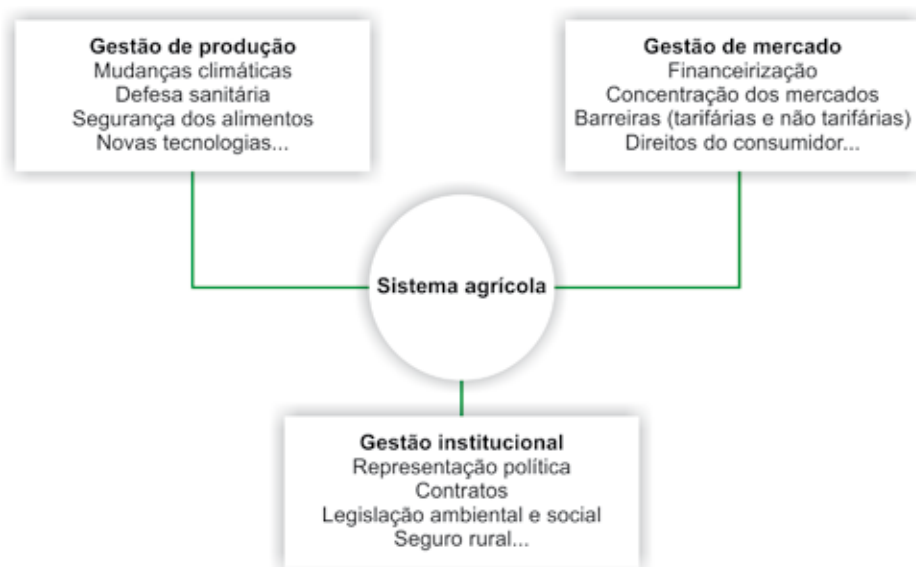 Gestão de produção
Mudanças climáticas
Defesa sanitária
Segurança dos alimentos
Novas tecnologias...
Gestão de mercado
Financeirização
Concentração dos mercados
Barreiras (tarifárias e não tarifárias)
Direitos do consumidor...
Sistema agrícola
Gestão institucional
Representação política
Contratos
Legislação ambiental e social
Seguro rural...